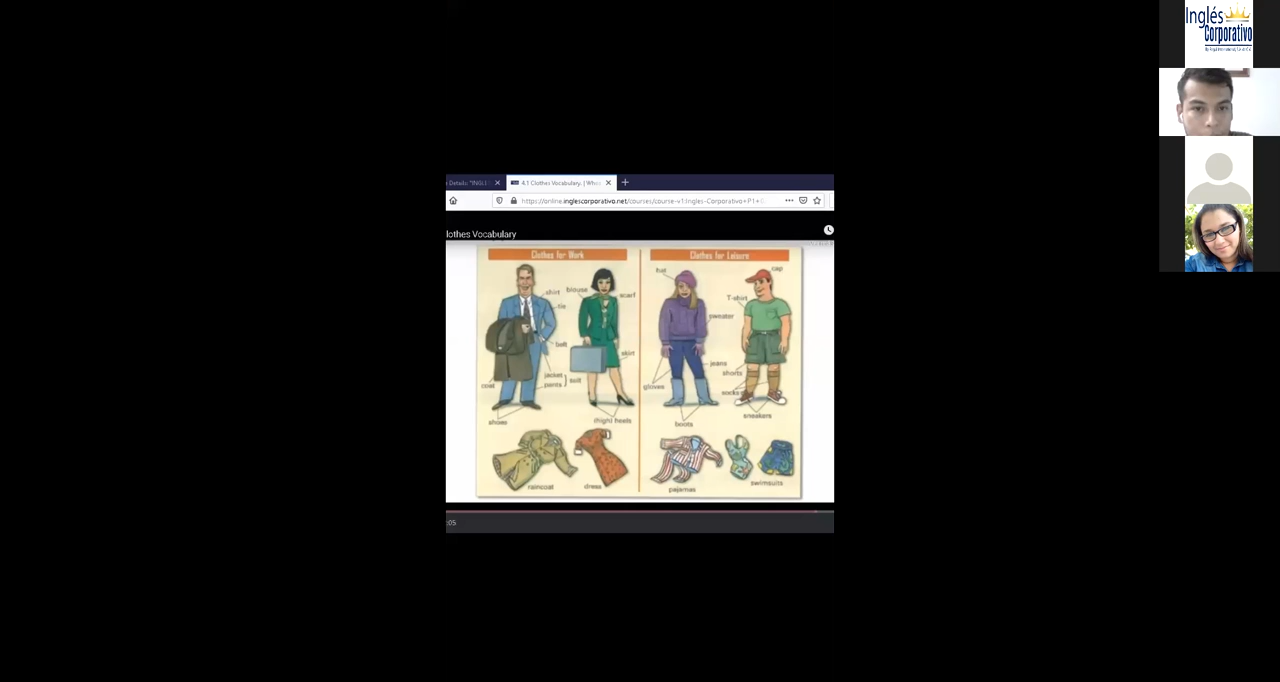 Inglés
Corporativo
4.1 Clothes Vocabulary. | Whos
https://online.inglescorporativo.net/courses/course-v1:Ingles-Corporativo+P1+
lothes Vocabulary
Clothes for Work
Clothes for Leisure
shirt
blouse
scarf
tie
belt
skirt
jacket
pants
suit
coat
shoes
(high) heels
raincoat
dress
hat
cap
T-shirt
sweater
jeans
shorts
gloves
socks
sneakers
boots
pajamas
swimsuits
:05